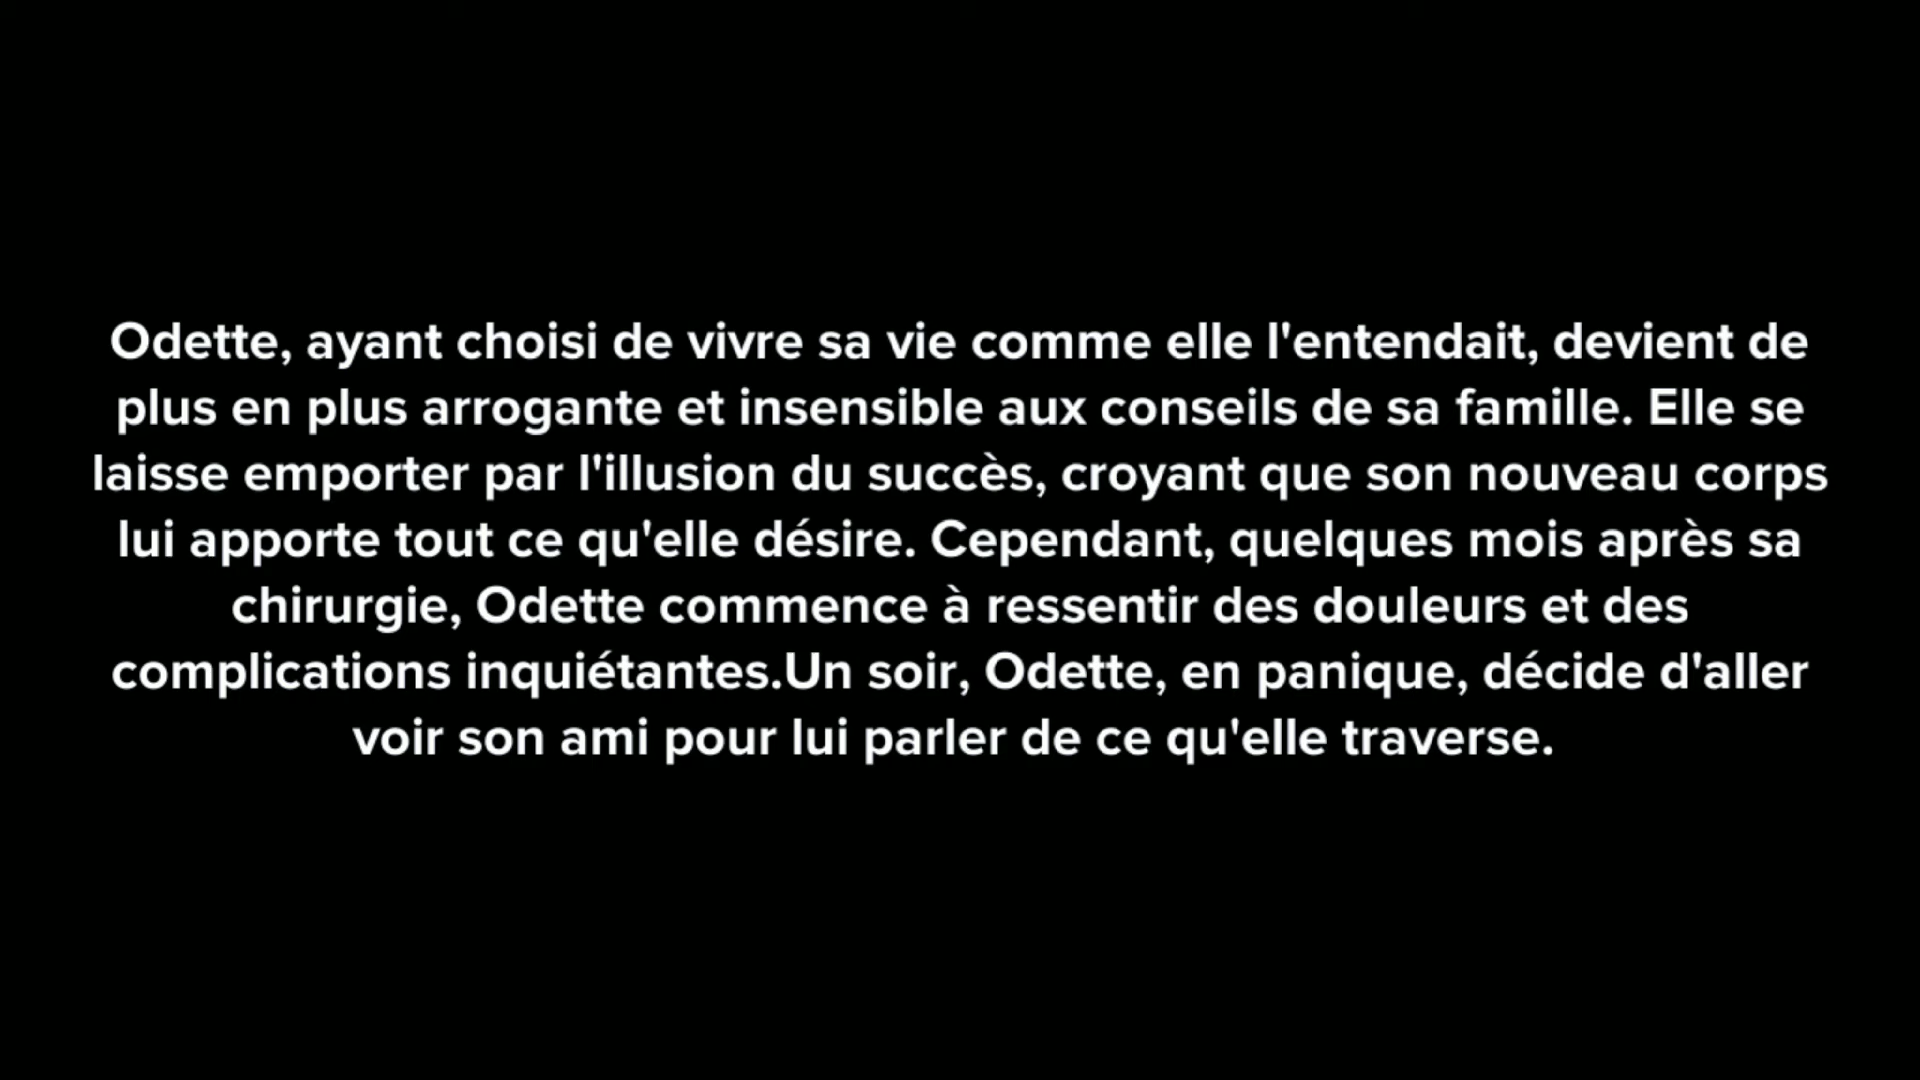 Odette, ayant choisi de vivre sa vie comme elle l'entendait, devient de
plus en plus arrogante et insensible aux conseils de sa famille. Elle se
laisse emporter par l'illusion du succès, croyant que son nouveau corps
lui apporte tout ce qu'elle désire. Cependant, quelques mois après sa
chirurgie, Odette commence à ressentir des douleurs et des
complications inquiétantes.Un soir, Odette, en panique, décide d'aller
voir son ami pour lui parler de ce qu'elle traverse.